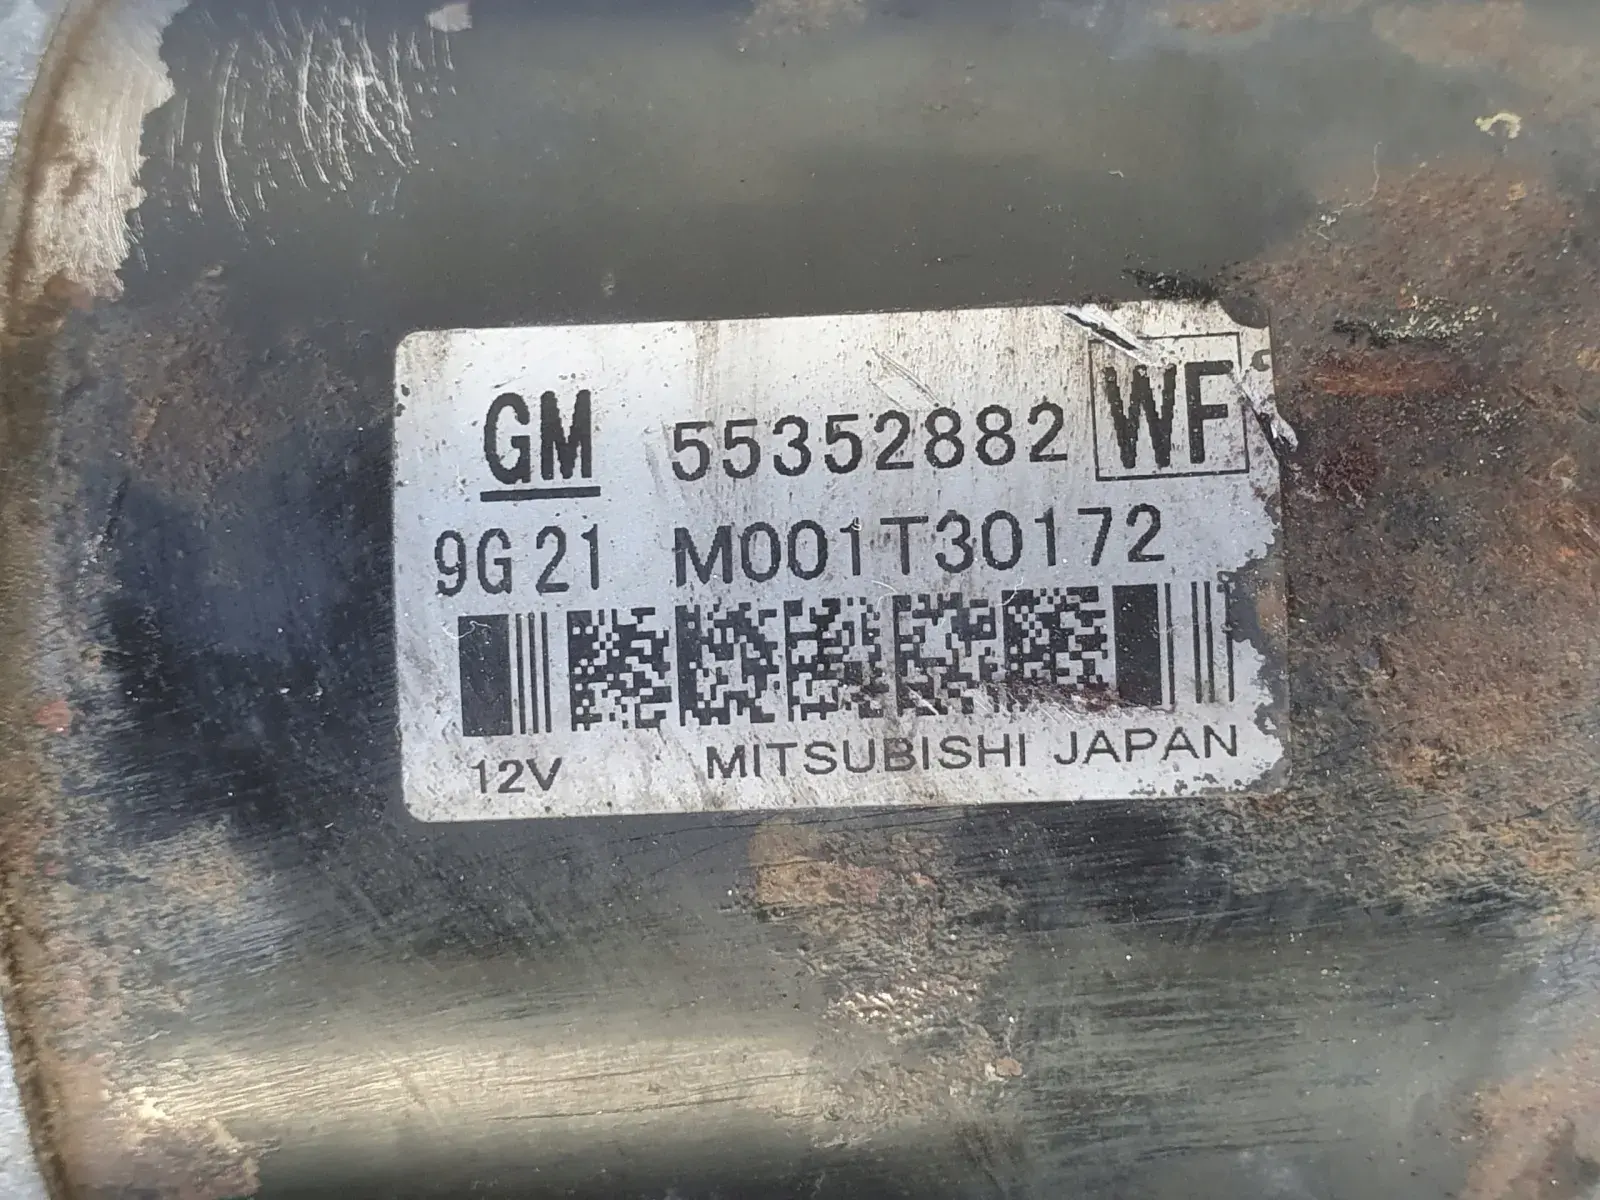 GM 55352882 WF
9G21 M001T30172
12V MITSUBISHI JAPAN